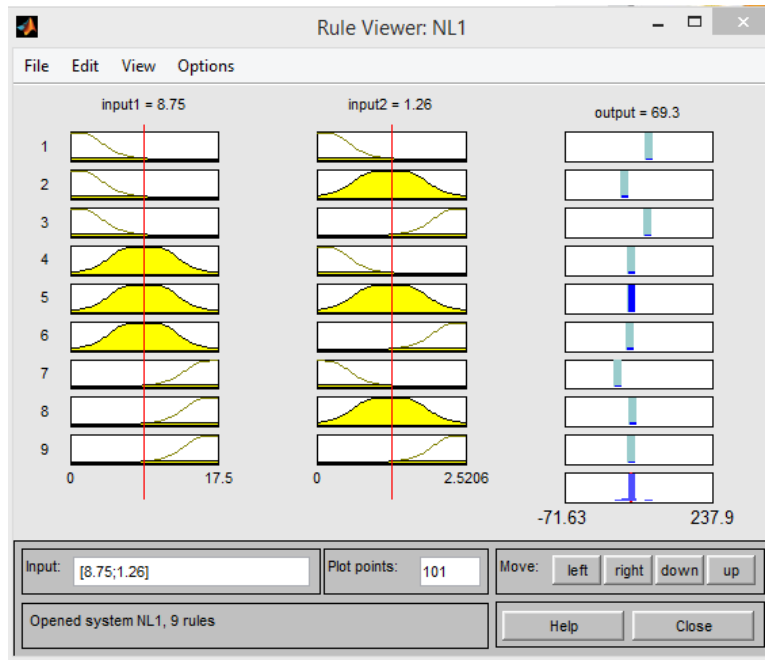 Rule Viewer: NL1
File Edit View Options
input1 = 8.75 input2 = 1.26 output = 69.3
1
2
3
4
5
6
7
8
9
0 17.5 0 2.5206
-71.63 237.9
Input: [8.75;1.26] Plot points: 101 Move: left right down up
Opened system NL1, 9 rules Help Close